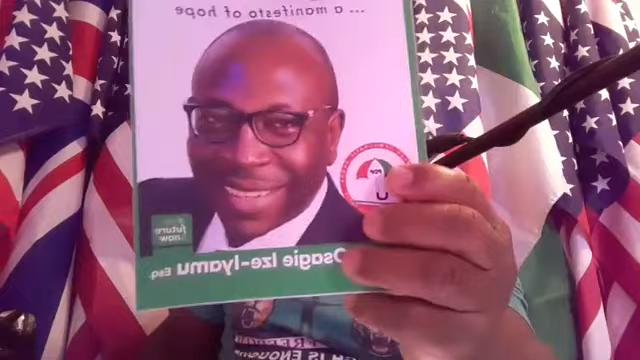 ... a manifesto of hope
PDP
U
future
now
Osagie Ize-Iyamu Esq.
IS ENOUGH